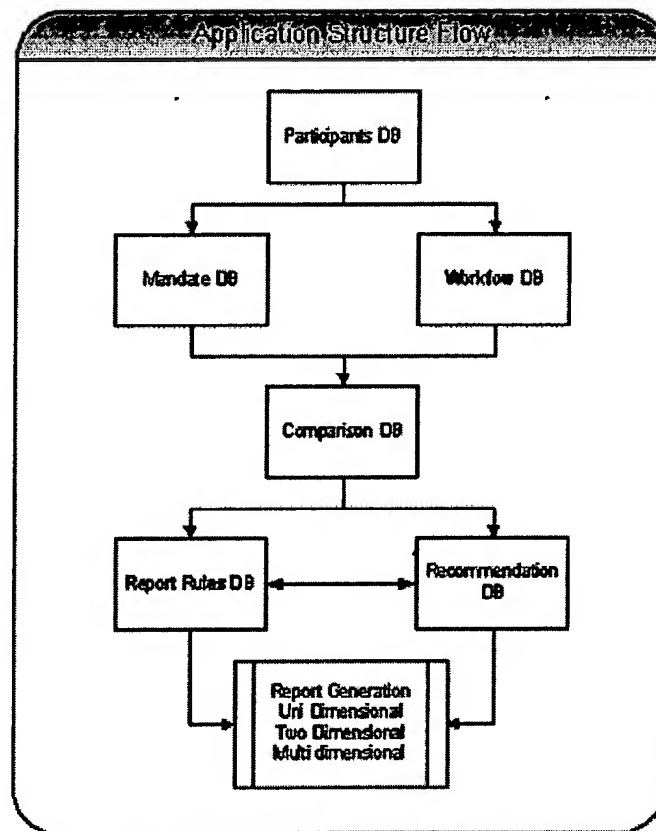 Application Structure Flow
Participants DB
Mandate DB
Workflow DB
Comparison DB
Report Rules DB
Recommendation
DB
Report Generation
Uni Dimensional
Two Dimensional
Multi dimensional